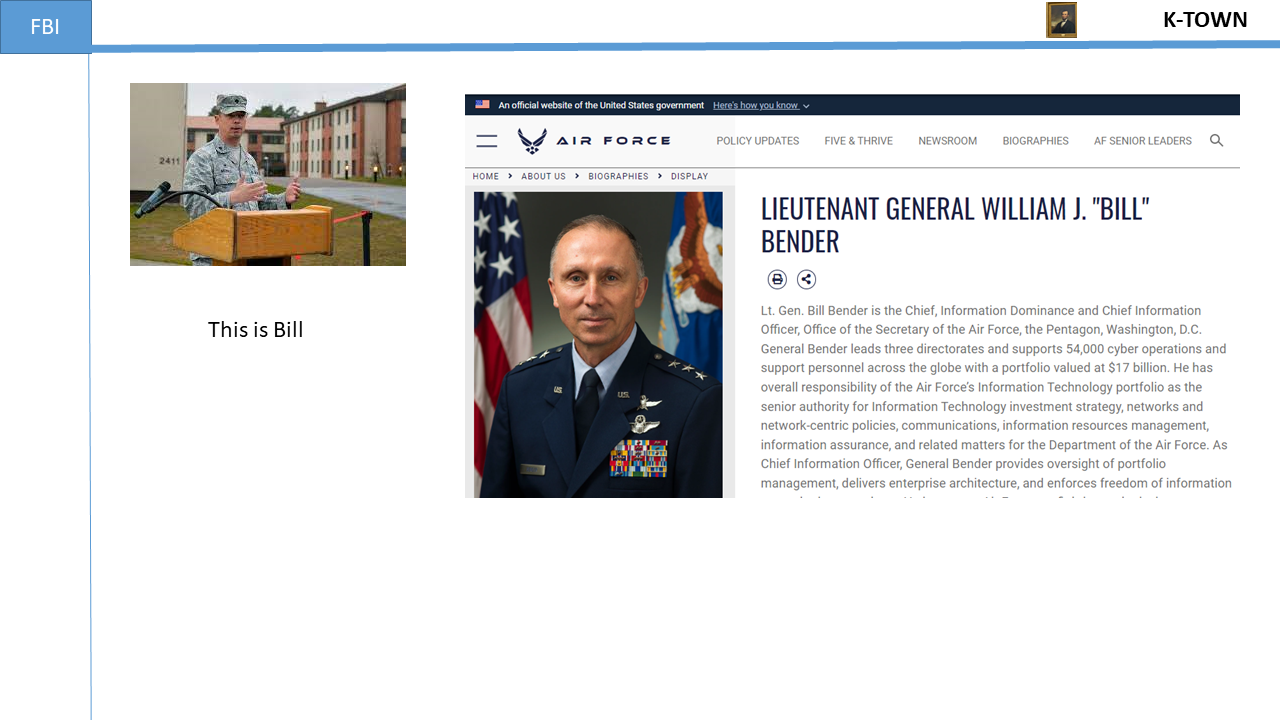 FBI
K-TOWN
2411
This is Bill
An official website of the United States government Here's how you know
AIR FORCE
POLICY UPDATES FIVE & THRIVE NEWSROOM BIOGRAPHIES AF SENIOR LEADERS
HOME > ABOUT US > BIOGRAPHIES > DISPLAY
LIEUTENANT GENERAL WILLIAM J. "BILL"
BENDER
Lt. Gen. Bill Bender is the Chief, Information Dominance and Chief Information
Officer, Office of the Secretary of the Air Force, the Pentagon, Washington, D.C.
General Bender leads three directorates and supports 54,000 cyber operations and
support personnel across the globe with a portfolio valued at $17 billion. He has
overall responsibility of the Air Force's Information Technology portfolio as the
senior authority for Information Technology investment strategy, networks and
network-centric policies, communications, information resources management,
information assurance, and related matters for the Department of the Air Force. As
Chief Information Officer, General Bender provides oversight of portfolio
management, delivers enterprise architecture, and enforces freedom of information